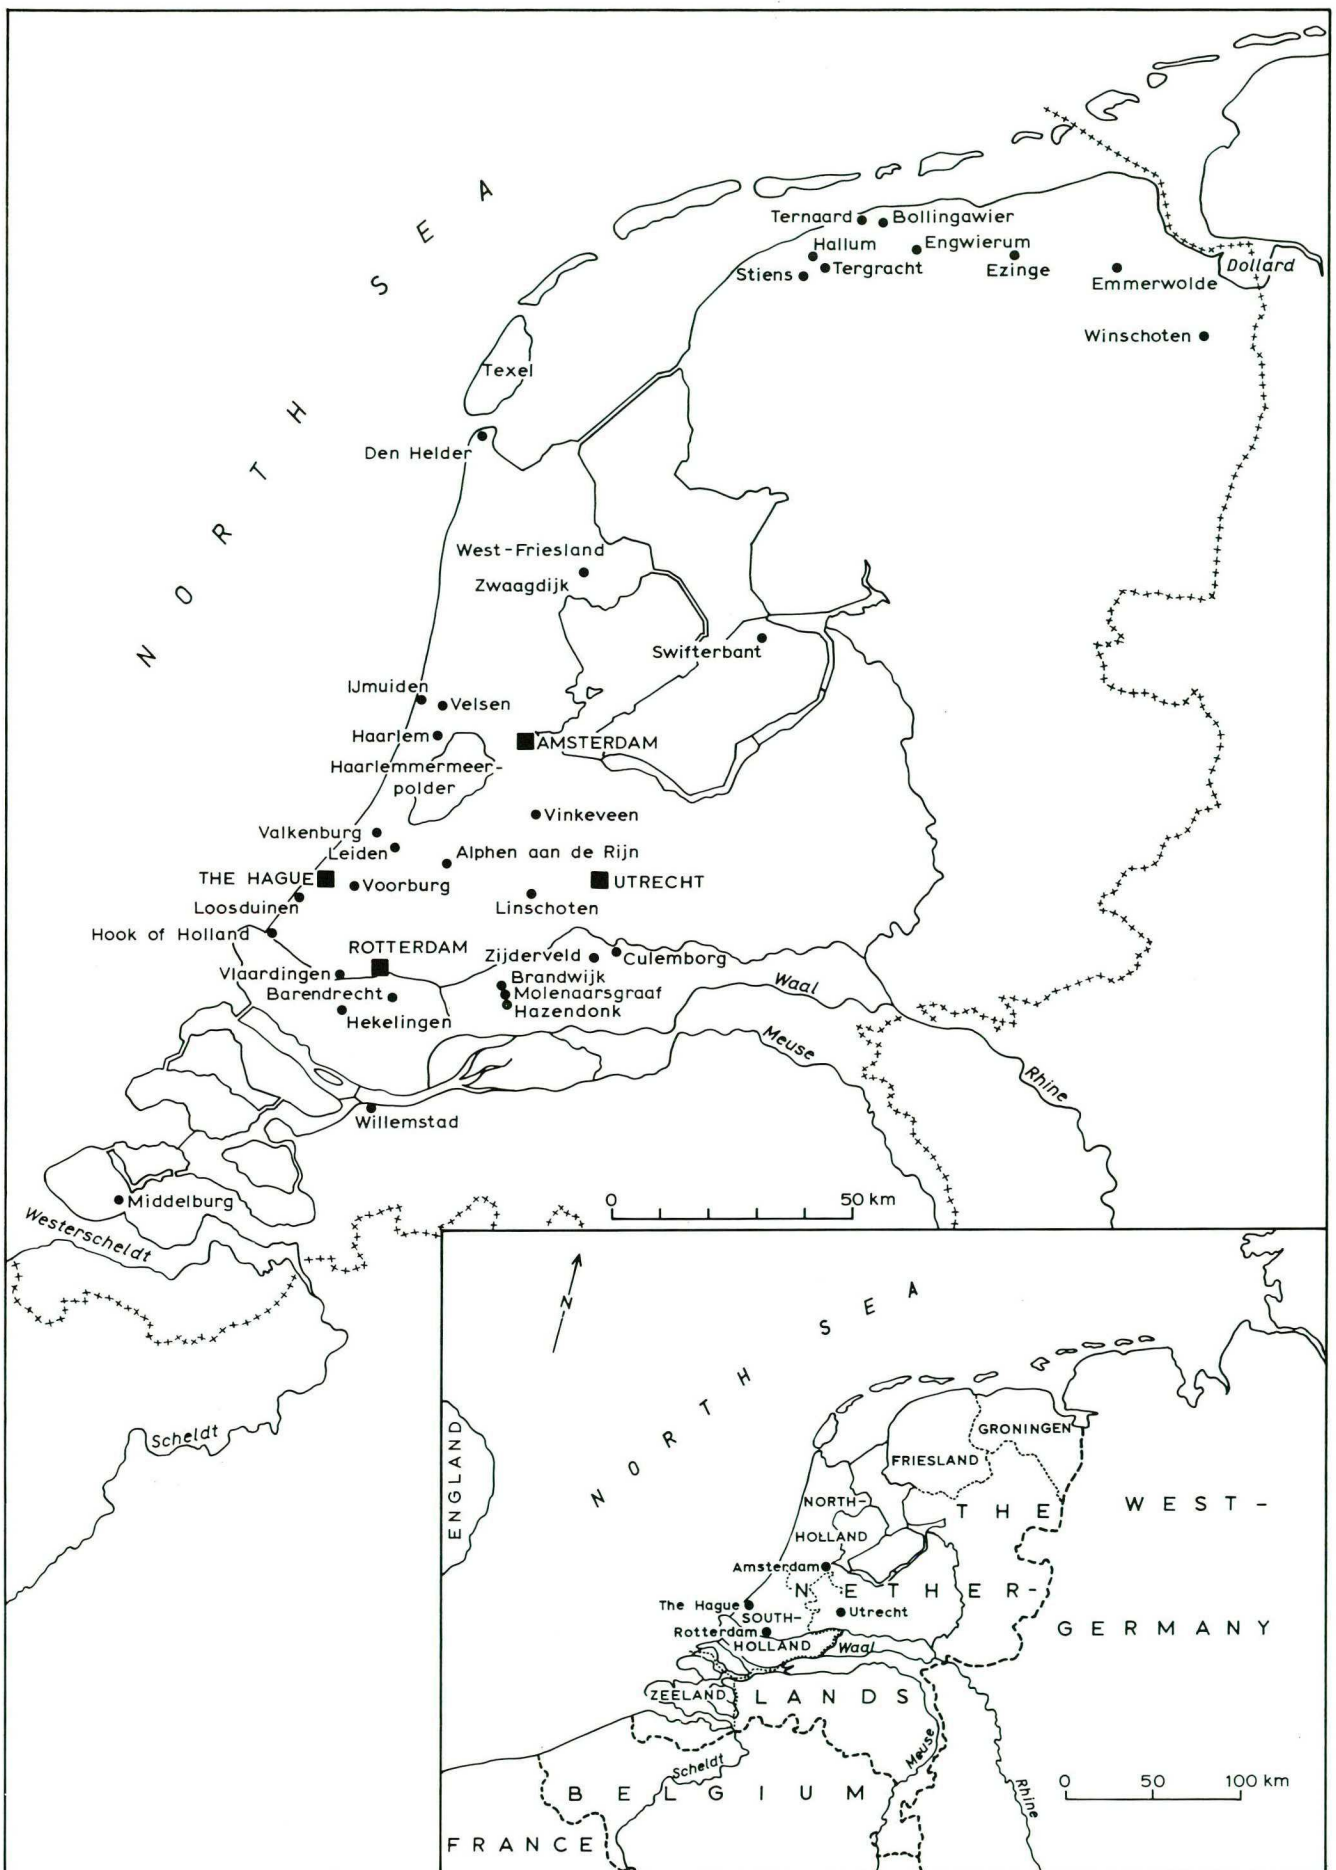 NORTH SEA
Ternaard
Bollingawier
Hallum
Engwierum
Stiens
Tergracht
Ezinge
Emmerwolde
Dollard
Winschoten
Texel
Den Helder
West-Friesland
Zwaagdijk
Swifterbant
IJmuiden
Velsen
Haarlem
AMSTERDAM
Haarlemmermeer-
polder
Vinkeveen
Valkenburg
Leiden
Alphen aan de Rijn
THE HAGUE
Voorburg
UTRECHT
Loosduinen
Linschoten
Hook of Holland
ROTTERDAM
Zijderveld
Culemborg
Vlaardingen
Brandwijk
Barendrecht
Molenaarsgraaf
Hazendonk
Hekelingen
Waal
Meuse
Rhine
Willemstad
Middelburg
Westerscheldt
Scheldt
0 50 km
N
NORTH SEA
ENGLAND
GRONINGEN
FRIESLAND
NORTH-
HOLLAND
THE
WEST-
Amsterdam
NETHER-
The Hague
SOUTH-
Utrecht
Rotterdam
HOLLAND
Waal
GERMANY
ZEELAND
LANDS
Meuse
Scheldt
Rhine
BELGIUM
FRANCE
0 50 100 km